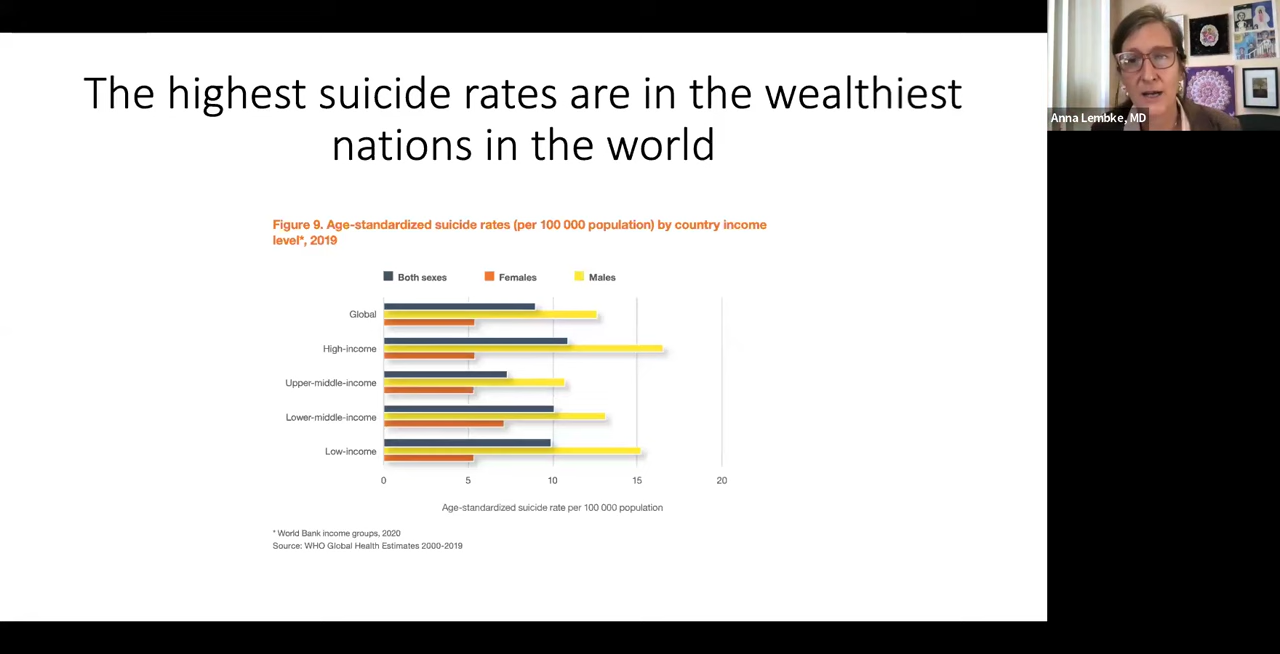 The highest suicide rates are in the wealthiest
nations in the world
Anna Lembke, MD
Figure 9. Age-standardized suicide rates (per 100 000 population) by country income
level*, 2019
Both sexes Females Males
Global
High-income
Upper-middle-income
Lower-middle-income
Low-income
0 5 10 15 20
Age-standardized suicide rate per 100 000 population
* World Bank income groups, 2020
Source: WHO Global Health Estimates 2000-2019